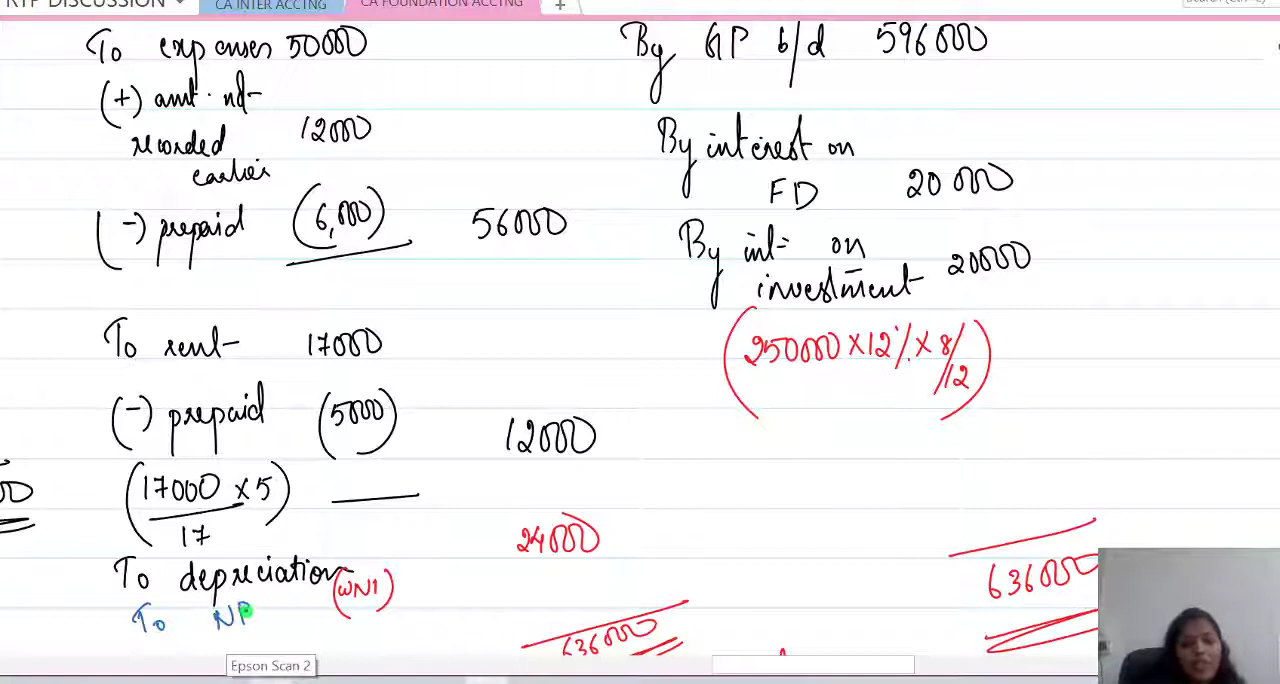 RTP DISCUSSION
CA INTER ACCTNG
CA FOUNDATION ACCTNG
To expenses 50000
(+) amt. not
recorded 12000
earlier
(-) prepaid (6,000) 56000
To rent 17000
(-) prepaid (5000) 12000
(17000 × 5)
17
24000
To depreciation (WN1)
To NP
636000
By GP b/d 596000
By interest on
FD 20000
By int on
investment 20000
(250000 × 12% × 8/12)
636000
Epson Scan 2